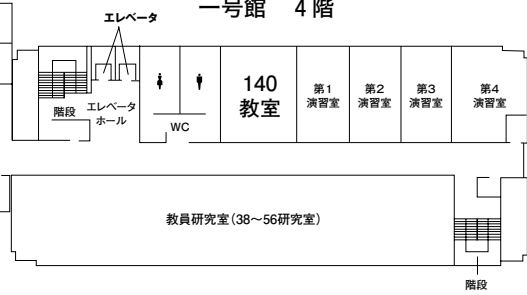 一号館　4階
エレベータ
階段
エレベータ
ホール
WC
140
教室
第1
演習室
第2
演習室
第3
演習室
第4
演習室
教員研究室(38～56研究室)
階段